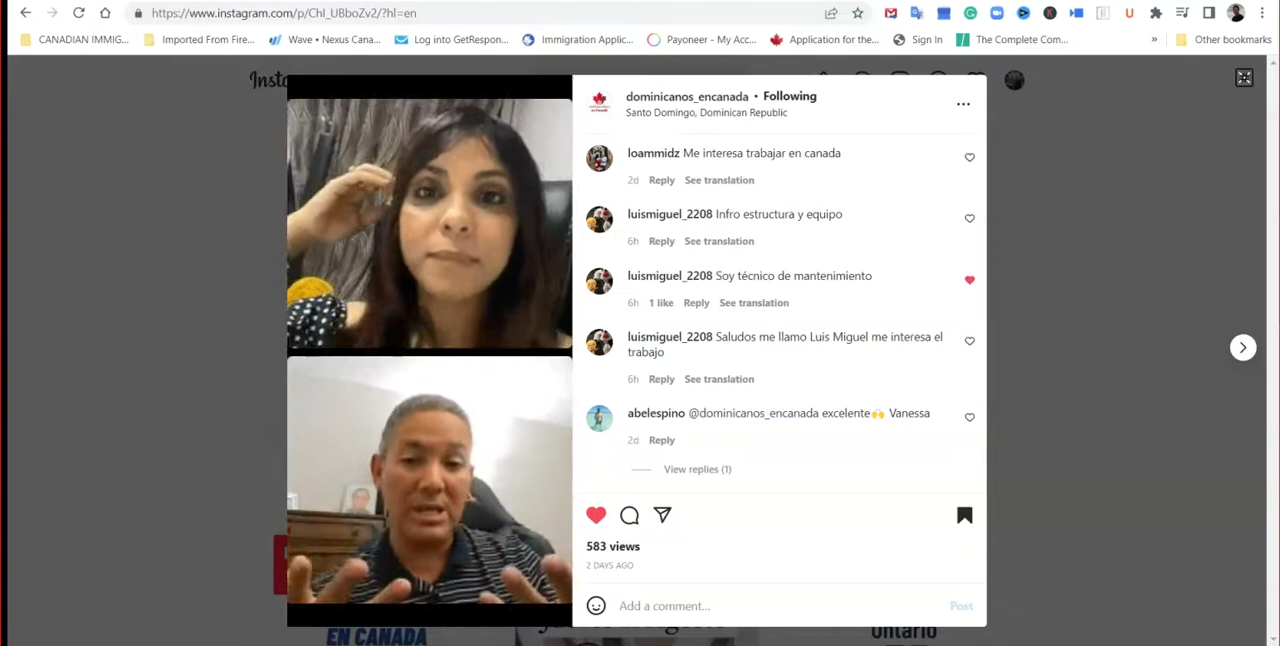 https://www.instagram.com/p/ChI_UBboZv2/?hl=en
CANADIAN IMMIG... Imported From Fire... Wave • Nexus Cana... Log into GetRespon... Immigration Applic... Payoneer - My Acc... Application for the... Sign In The Complete Com... » Other bookmarks
Insta
dominicanos_encanada • Following
Santo Domingo, Dominican Republic
loammidz Me interesa trabajar en canada
2d Reply See translation
luismiguel_2208 Infro estructura y equipo
6h Reply See translation
luismiguel_2208 Soy técnico de mantenimiento
6h 1 like Reply See translation
luismiguel_2208 Saludos me llamo Luis Miguel me interesa el
trabajo
6h Reply See translation
abelespino @dominicanos_encanada excelente🙌 Vanessa
2d Reply
View replies (1)
583 views
2 DAYS AGO
Add a comment... Post
EN CANADA
Ontario